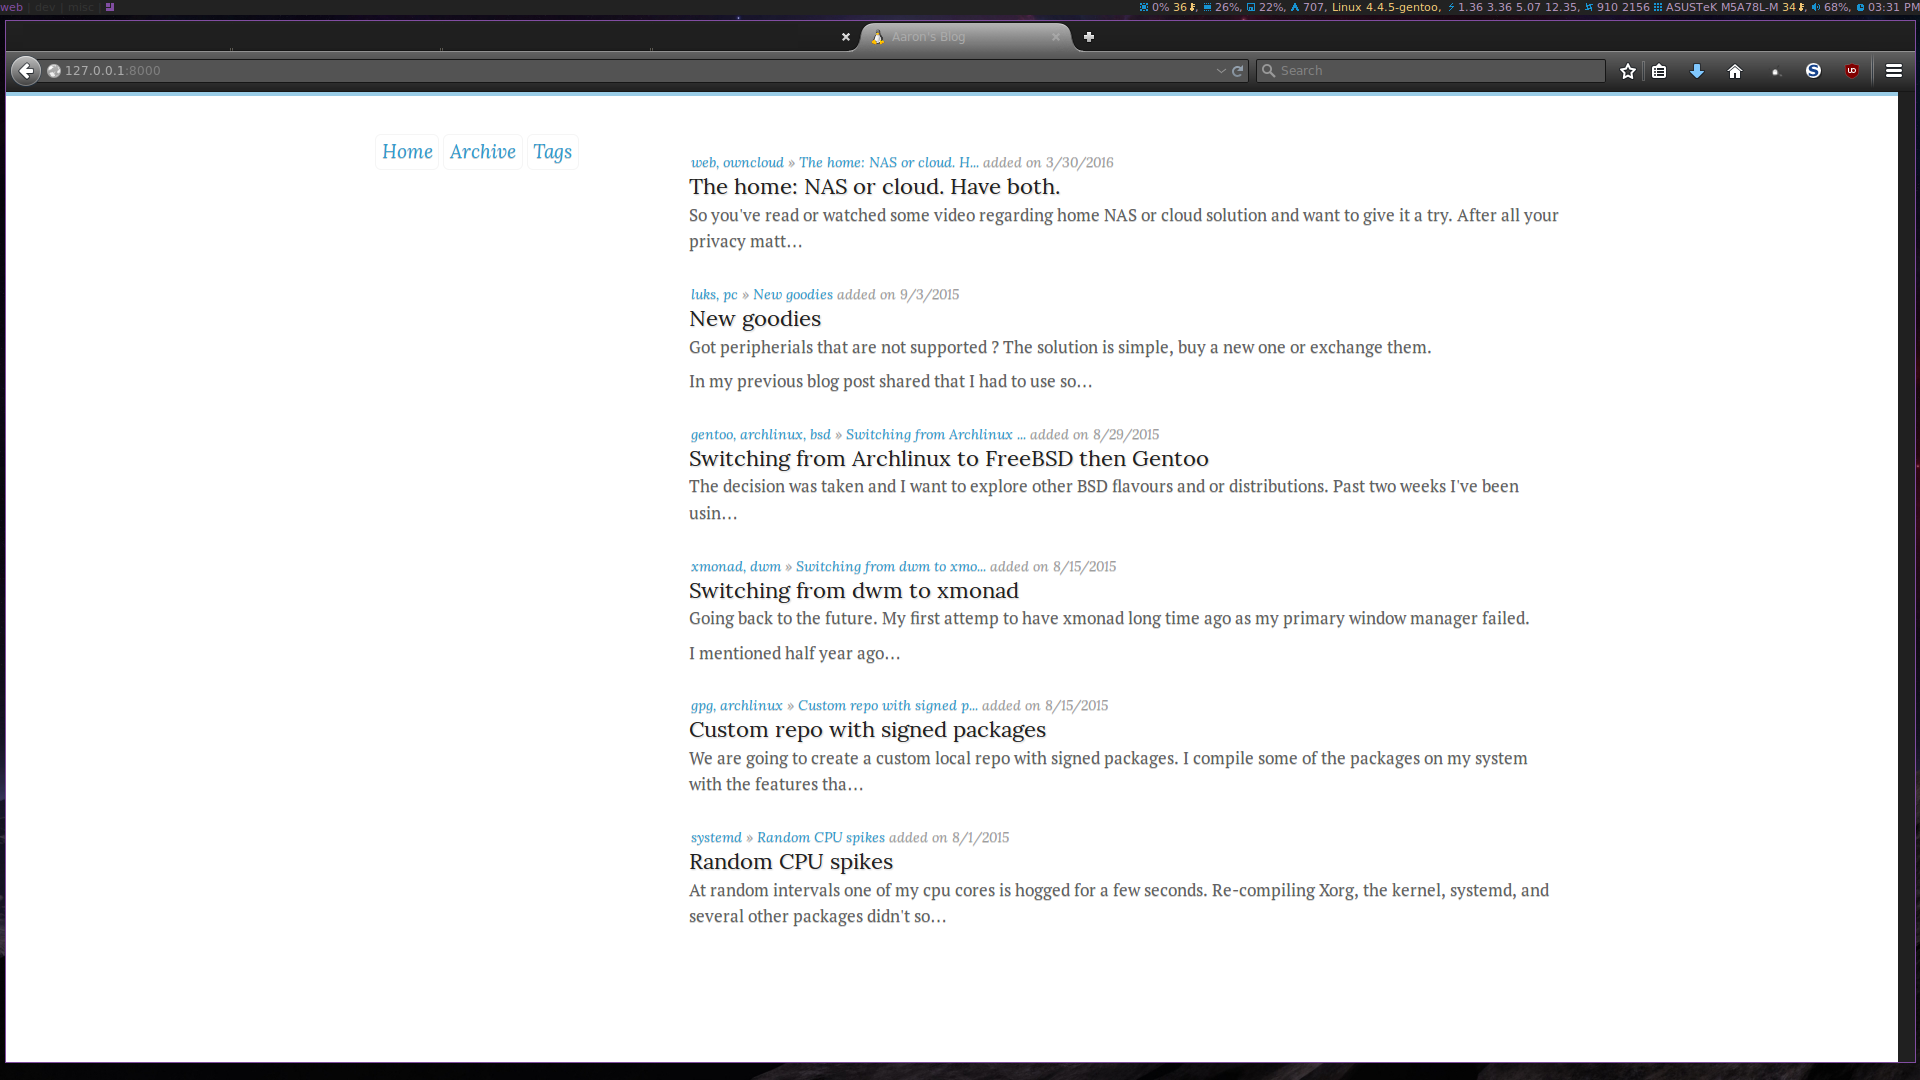 web | dev | misc |
0% 36, 26%, 22%, 707, Linux 4.4.5-gentoo, 1.36 3.36 5.07 12.35, 910 2156 ASUSTeK M5A78L-M 34, 68%, 03:31 PM
Aaron's Blog
127.0.0.1:8000
Search
Home Archive Tags
web, owncloud » The home: NAS or cloud. H... added on 3/30/2016
The home: NAS or cloud. Have both.
So you've read or watched some video regarding home NAS or cloud solution and want to give it a try. After all your
privacy matt...
luks, pc » New goodies added on 9/3/2015
New goodies
Got peripherials that are not supported ? The solution is simple, buy a new one or exchange them.
In my previous blog post shared that I had to use so...
gentoo, archlinux, bsd » Switching from Archlinux ... added on 8/29/2015
Switching from Archlinux to FreeBSD then Gentoo
The decision was taken and I want to explore other BSD flavours and or distributions. Past two weeks I've been
usin...
xmonad, dwm » Switching from dwm to xmo... added on 8/15/2015
Switching from dwm to xmonad
Going back to the future. My first attemp to have xmonad long time ago as my primary window manager failed.
I mentioned half year ago...
gpg, archlinux » Custom repo with signed p... added on 8/15/2015
Custom repo with signed packages
We are going to create a custom local repo with signed packages. I compile some of the packages on my system
with the features tha...
systemd » Random CPU spikes added on 8/1/2015
Random CPU spikes
At random intervals one of my cpu cores is hogged for a few seconds. Re-compiling Xorg, the kernel, systemd, and
several other packages didn't so...